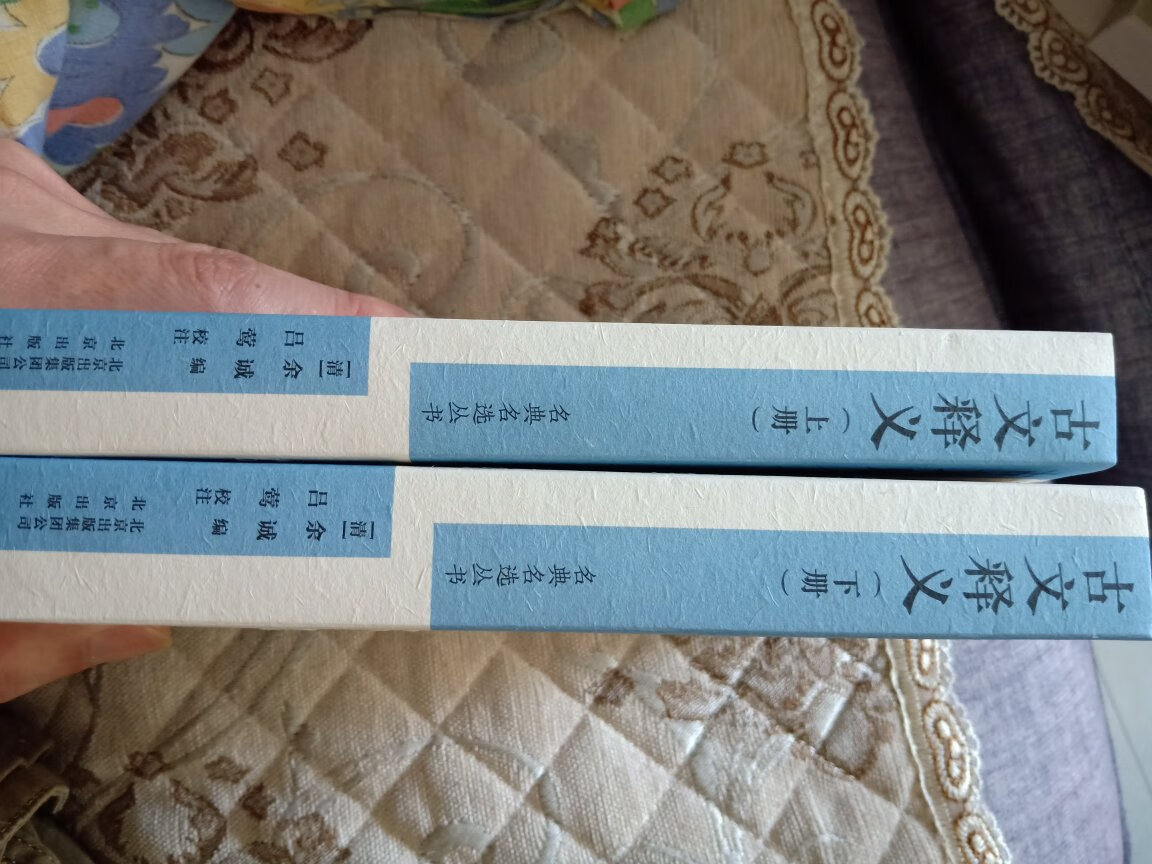 古文释义（上册）
名典名选丛书
[清]余诚 编
吕莺 校注
北京出版集团公司
北京出版社
古文释义（下册）
名典名选丛书
[清]余诚 编
吕莺 校注
北京出版集团公司
北京出版社